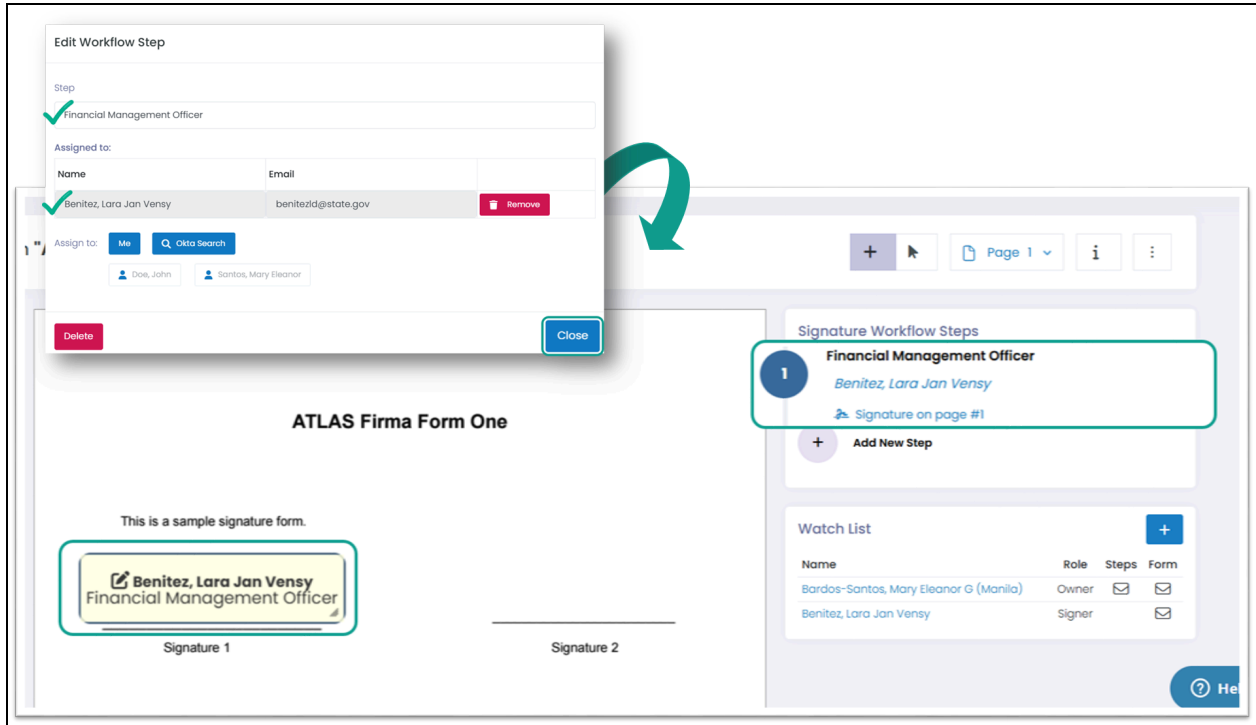 Edit Workflow Step
Step
Financial Management Officer
Assigned to:
Name Email
Benitez, Lara Jan Vensy benitezld@state.gov Remove
Assign to: Me Okta Search
Doe, John Santos, Mary Eleanor
Delete Close
Page 1
Signature Workflow Steps
1
Financial Management Officer
Benitez, Lara Jan Vensy
Signature on page #1
Add New Step
ATLAS Firma Form One
This is a sample signature form.
Benitez, Lara Jan Vensy
Financial Management Officer
Signature 1 Signature 2
Watch List
Name Role Steps Form
Bardos-Santos, Mary Eleanor G (Manila) Owner
Benitez, Lara Jan Vensy Signer